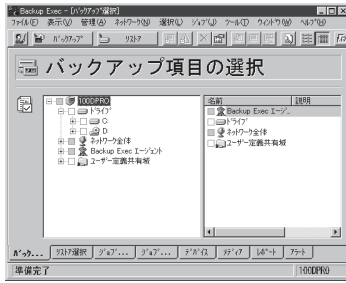 Backup Exec - [バックアップ選択]
ファイル(F) 表示(V) 管理(A) ネットワーク(N) 選択(L) ジョブ(J) ツール(T) ウィンドウ(W) ヘルプ(H)
バックアップ リストア
バックアップ項目の選択
100DPRO
ドライブ
C
D
ネットワーク全体
Backup Exec エージェント
ユーザー定義共有域
名前 説明
Backup Exec エージ...
ドライブ
ネットワーク全体
ユーザー定義共有域
バック... リストア選択 ジョブ... ジョブ... デバイス メディア レポート アラート
準備完了 100DPRO